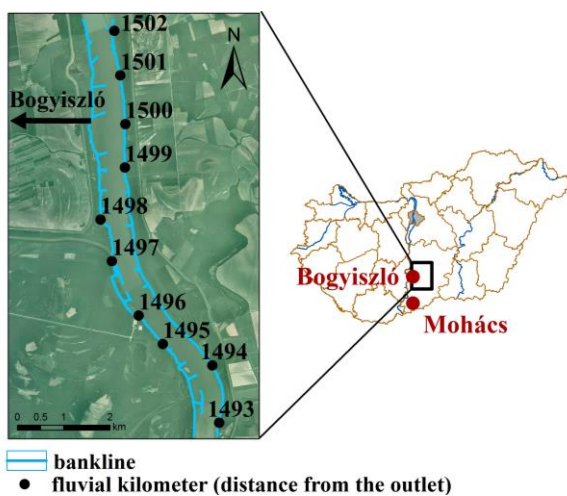 1502
N
1501
Bogyiszló
1500
1499
1498
1497
1496
1495
1494
1493
0 0.5 1 2
km
Bogyiszló
Mohács
bankline
fluvial kilometer (distance from the outlet)